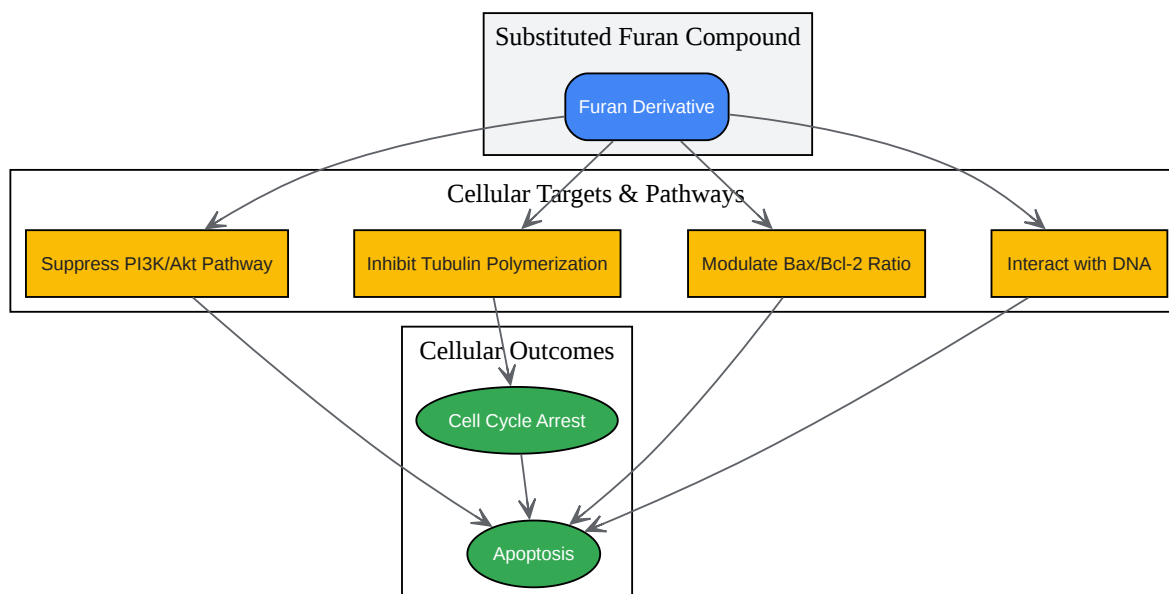 Substituted Furan Compound
Furan Derivative
Cellular Targets & Pathways
Suppress PI3K/Akt Pathway
Inhibit Tubulin Polymerization
Modulate Bax/Bcl-2 Ratio
Interact with DNA
Cellular Outcomes
Cell Cycle Arrest
Apoptosis